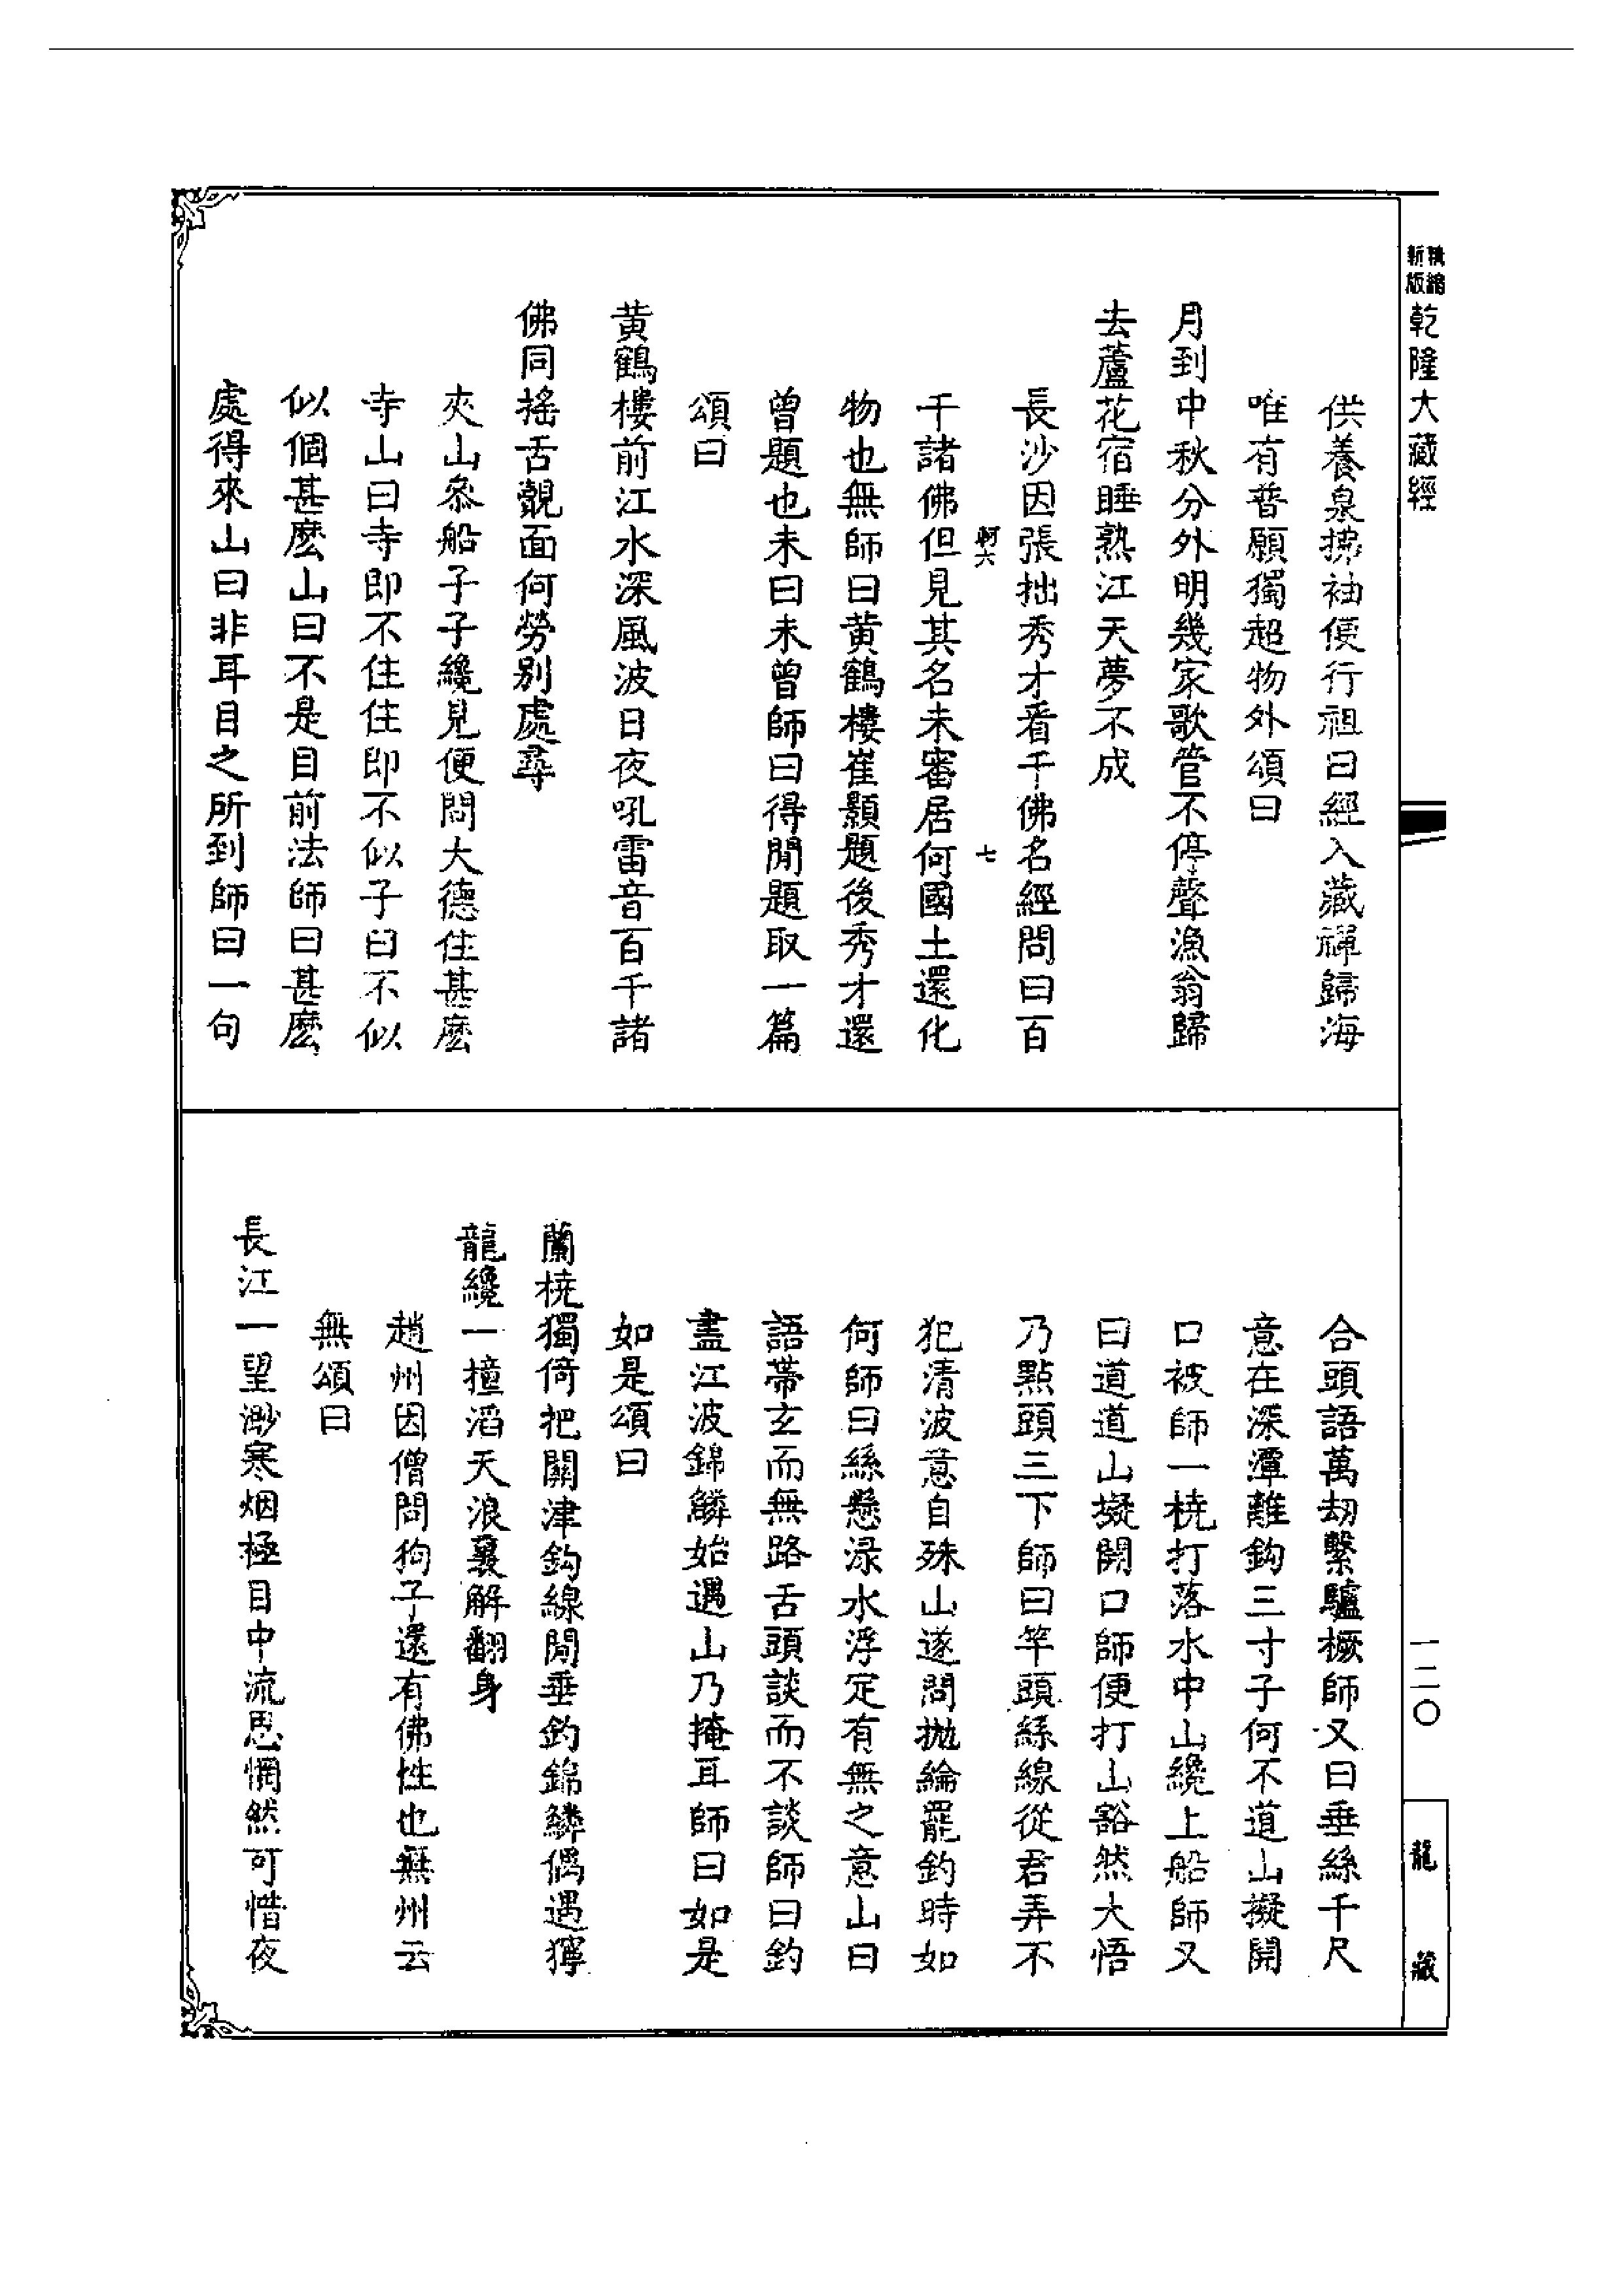 精縮新版
乾隆大藏經
供養泉拂袖便行祖曰經入藏禪歸海
唯有普願獨超物外頌曰
月到中秋分外明幾家歌管不停聲漁翁歸
去蘆花宿睡熟江天夢不成
長沙因張拙秀才看千佛名經問曰百
軻六
七
千諸佛但見其名未審居何國土還化
物也無師曰黃鶴樓崔顥題後秀才還
曾題也未曰未曾師曰得閒題取一篇
頌曰
黃鶴樓前江水深風波日夜吼雷音百千諸
佛同搖舌覿面何勞別處尋
夾山叅船子子纔見便問大德住甚麽
寺山曰寺即不住住即不似子曰不似
似個甚麽山曰不是目前法師曰甚麽
處得來山曰非耳目之所到師曰一句
合頭語萬劫繫驢橛師又曰垂絲千尺
意在深潭離鈎三寸子何不道山擬開
口被師一橈打落水中山纔上船師又
曰道道山擬開口師便打山豁然大悟
乃點頭三下師曰竿頭絲線從君弄不
犯清波意自殊山遂問拋綸罷釣時如
何師曰絲懸淥水浮定有無之意山曰
語帶玄而無路舌頭談而不談師曰釣
盡江波錦鱗始遇山乃掩耳師曰如是
如是頌曰
蘭橈獨倚把關津鈎線閒垂釣錦鱗偶遇獰
龍纔一撞滔天浪裏解翻身
趙州因僧問狗子還有佛性也無州云
無頌曰
長江一望渺寒烟極目中流思惘然可惜夜
一二〇
龍藏